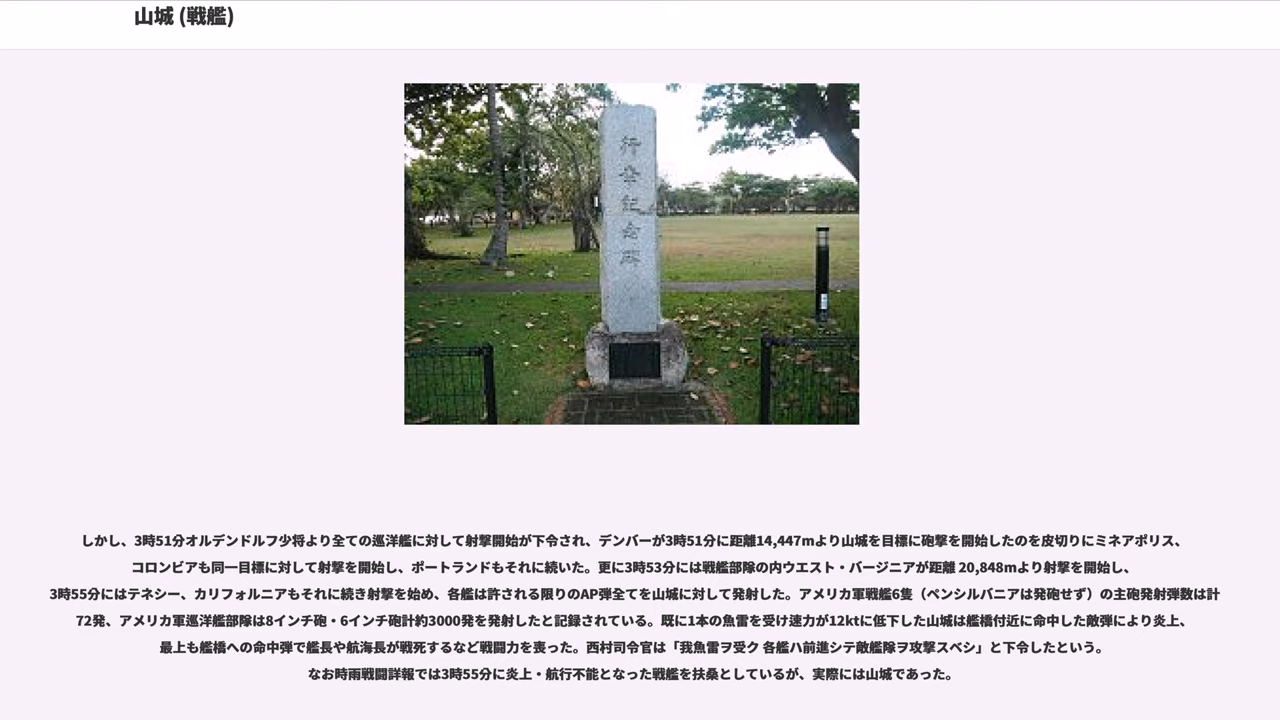 山城 (戦艦)
行啓記念碑
しかし、3時51分オルデンドルフ少将より全ての巡洋艦に対して射撃開始が下令され、デンバーが3時51分に距離14,447mより山城を目標に砲撃を開始したのを皮切りにミネアポリス、
コロンビアも同一目標に対して射撃を開始し、ポートランドもそれに続いた。更に3時53分には戦艦部隊の内ウエスト・バージニアが距離 20,848mより射撃を開始し、
3時55分にはテネシー、カリフォルニアもそれに続き射撃を始め、各艦は許される限りのAP弾全てを山城に対して発射した。アメリカ軍戦艦6隻（ペンシルバニアは発砲せず）の主砲発射弾数は計
72発、アメリカ軍巡洋艦部隊は8インチ砲・6インチ砲計約3000発を発射したと記録されている。既に1本の魚雷を受け速力が12ktに低下した山城は艦橋付近に命中した敵弾により炎上、
最上も艦橋への命中弾で艦長や航海長が戦死するなど戦闘力を喪った。西村司令官は「我魚雷ヲ受ク 各艦ハ前進シテ敵艦隊ヲ攻撃スベシ」と下令したという。
なお時雨戦闘詳報では3時55分に炎上・航行不能となった戦艦を扶桑としているが、実際には山城であった。